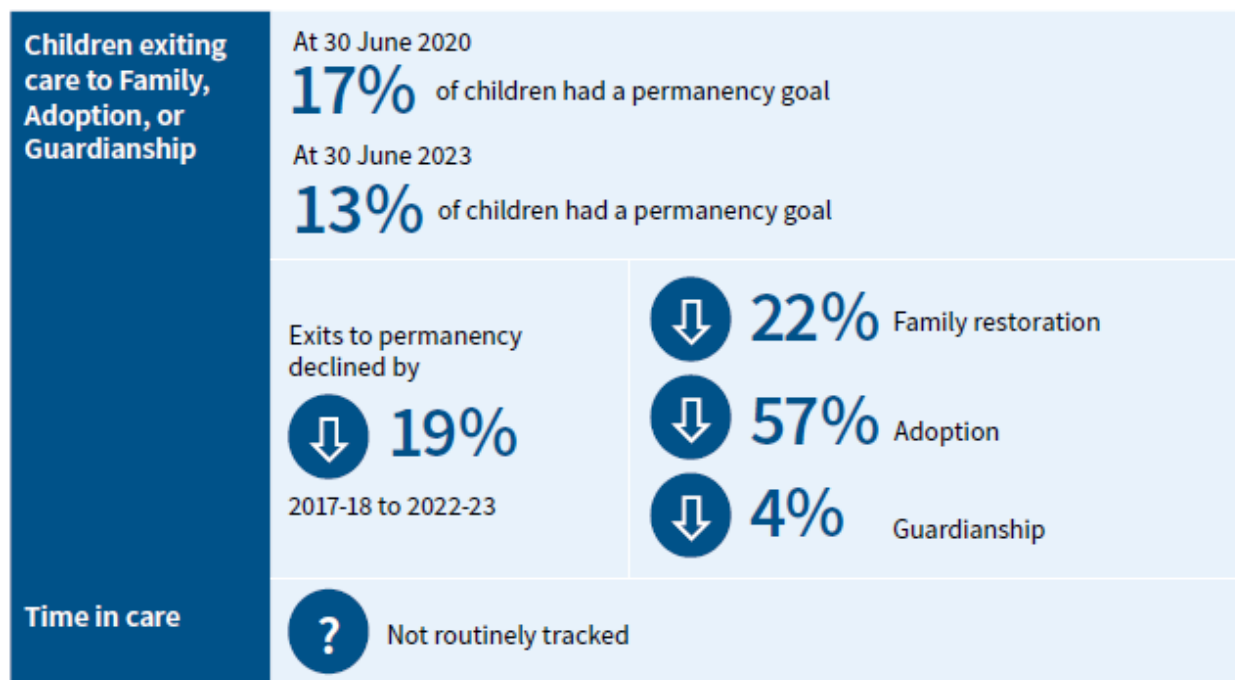 Children exiting
care to Family,
Adoption, or
Guardianship
At 30 June 2020
17% of children had a permanency goal
At 30 June 2023
13% of children had a permanency goal
Exits to permanency
declined by
19%
2017-18 to 2022-23
22% Family restoration
57% Adoption
4% Guardianship
Time in care
? Not routinely tracked